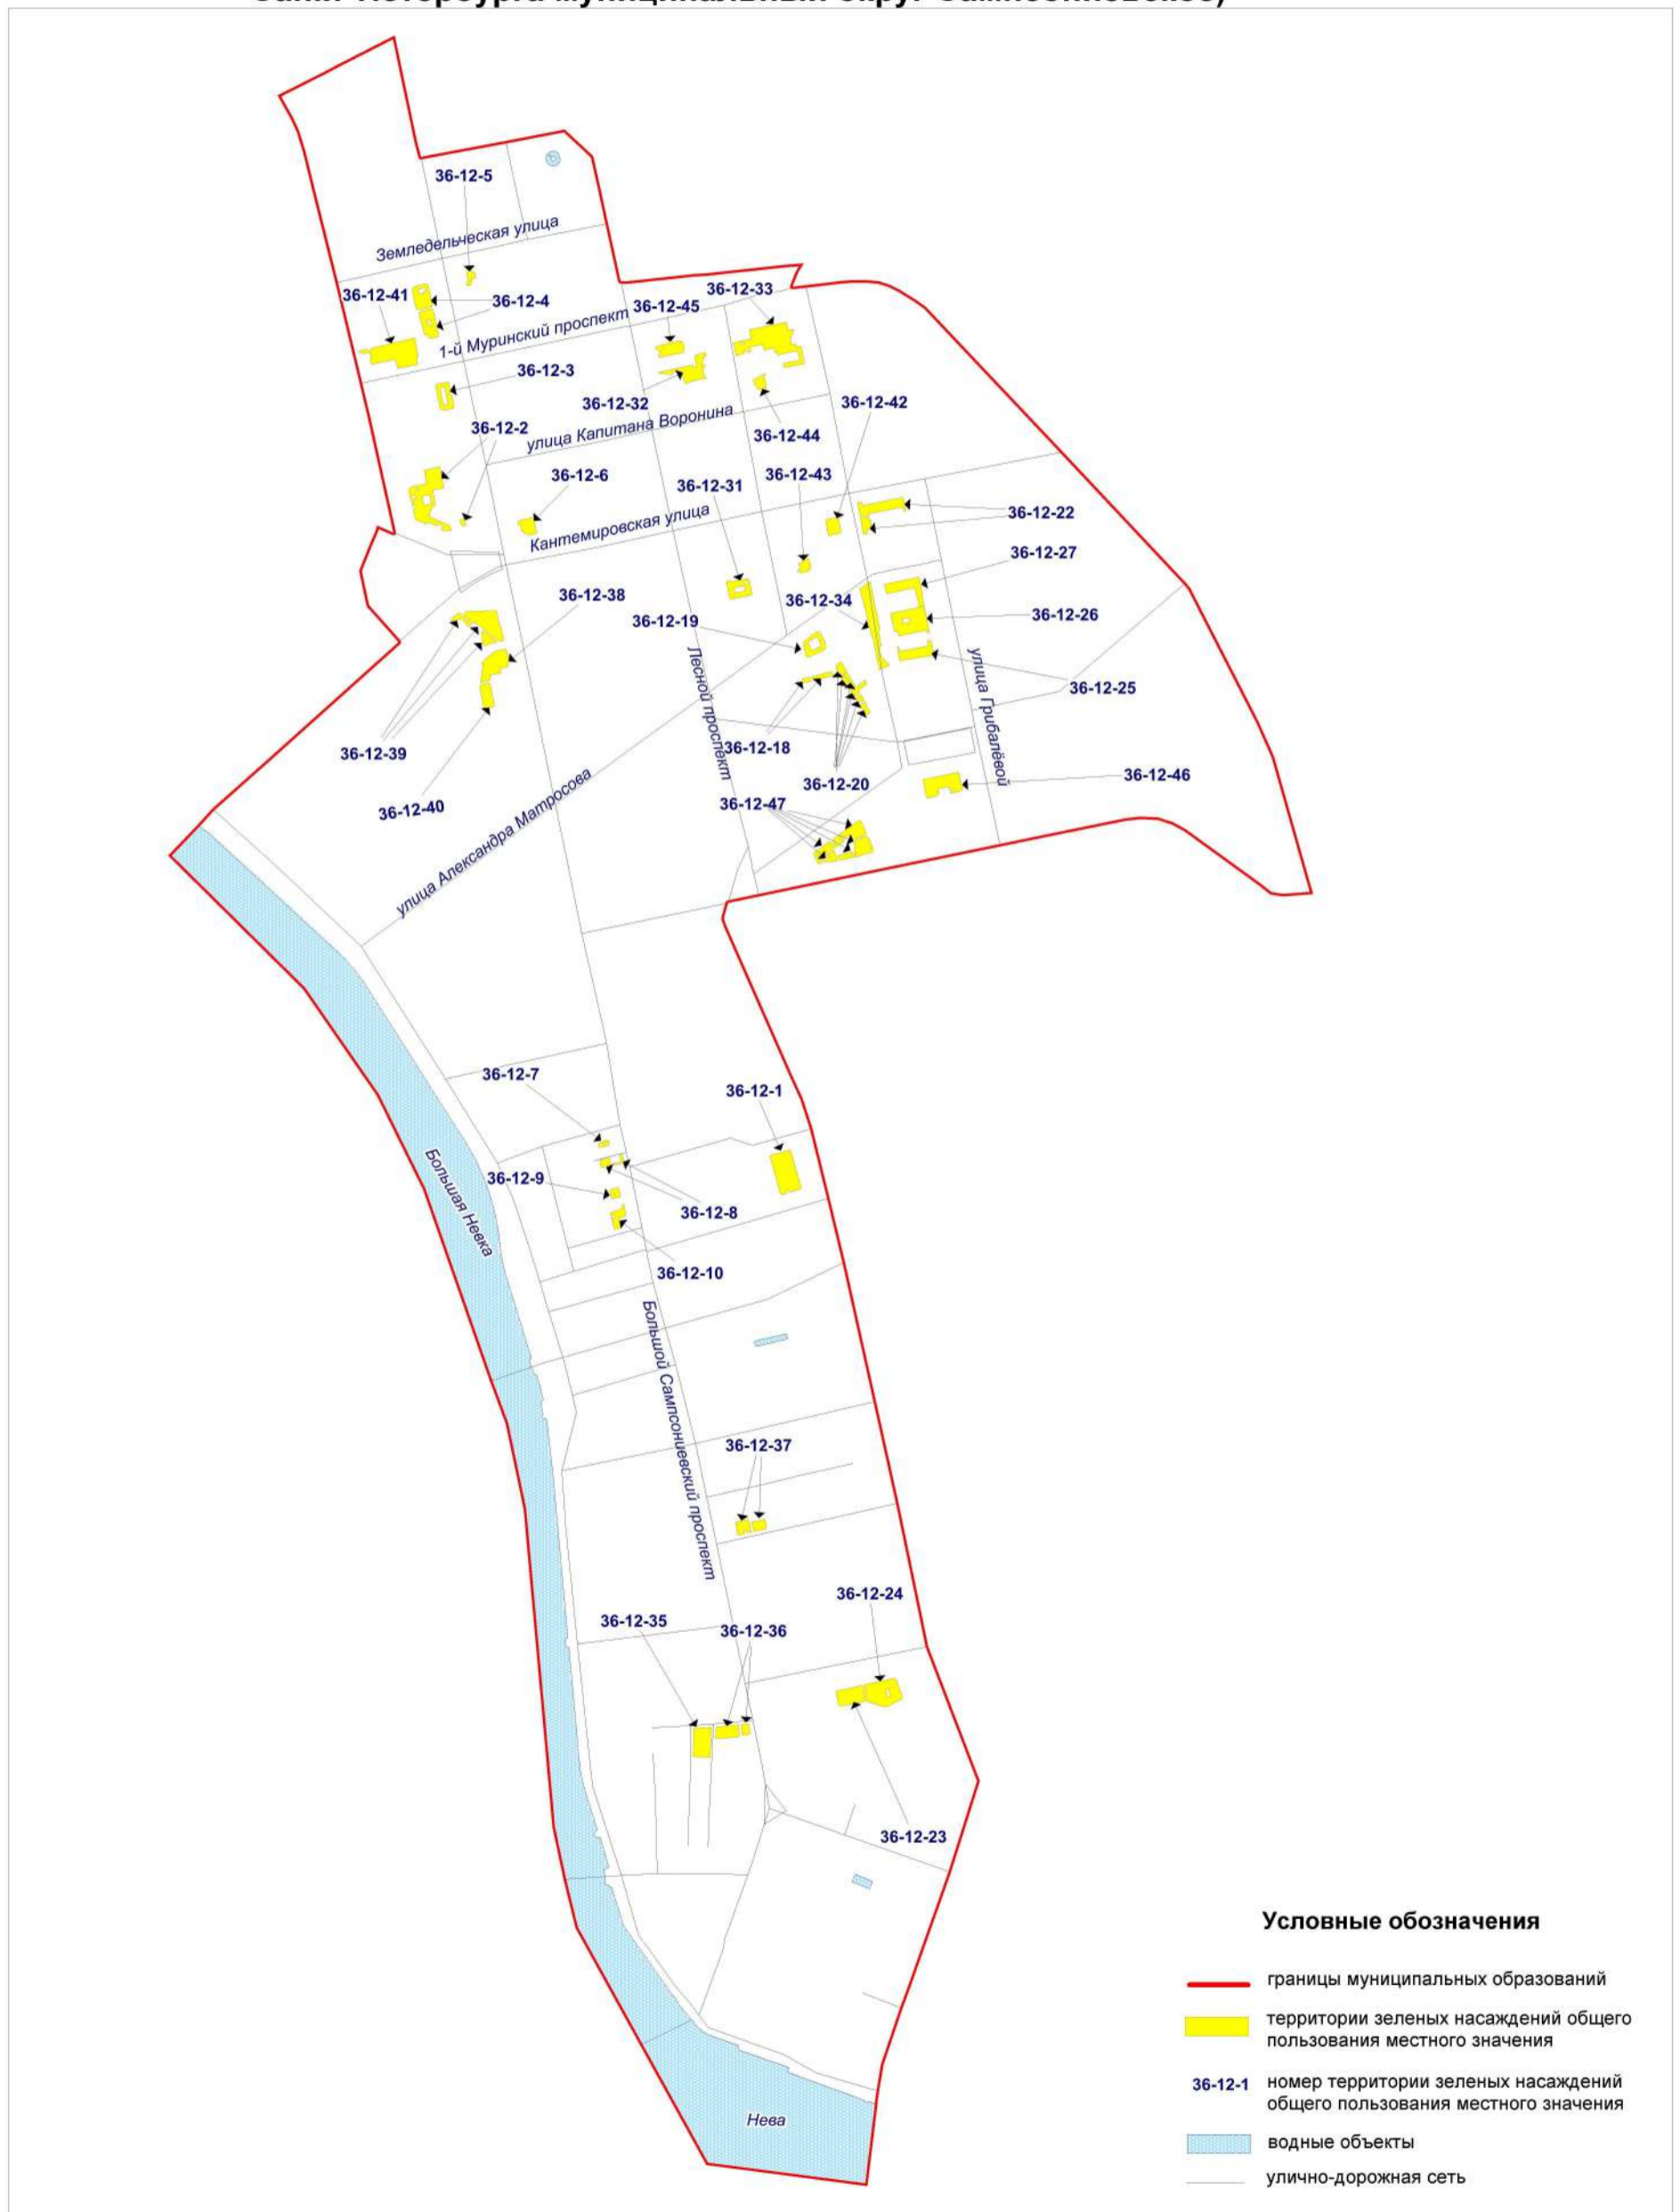 Санкт-Петербурга муниципальный округ Сампсониевское)
36-12-5
Земледельческая улица
36-12-41
36-12-4
36-12-45
36-12-33
1-й Муринский проспект
36-12-3
36-12-32
36-12-42
улица Капитана Воронина
36-12-2
36-12-44
36-12-6
36-12-31
36-12-43
36-12-22
Кантемировская улица
36-12-27
36-12-38
36-12-34
36-12-26
36-12-19
Лесной проспект
улица Грибалёвой
36-12-25
36-12-39
36-12-18
36-12-20
36-12-46
36-12-40
36-12-47
улица Александра Матросова
36-12-7
36-12-1
Большая Невка
36-12-9
36-12-8
36-12-10
Большой Сампсониевский проспект
36-12-37
36-12-24
36-12-35
36-12-36
36-12-23
Нева
Условные обозначения
границы муниципальных образований
территории зеленых насаждений общего
пользования местного значения
36-12-1 номер территории зеленых насаждений
общего пользования местного значения
водные объекты
улично-дорожная сеть